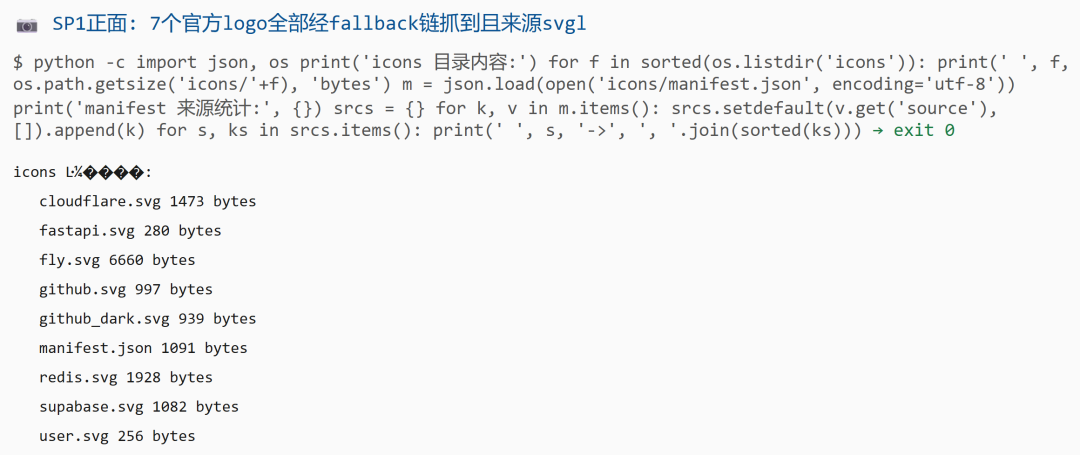 SP1正面: 7个官方logo全部经fallback链抓到且来源svgl
$ python -c import json, os print('icons 目录内容:') for f in sorted(os.listdir('icons')): print(' ', f,
os.path.getsize('icons/'+f), 'bytes') m = json.load(open('icons/manifest.json', encoding='utf-8'))
print('manifest 来源统计:', {}) srcs = {} for k, v in m.items(): srcs.setdefault(v.get('source'),
[]).append(k) for s, ks in srcs.items(): print(' ', s, '->', ', '.join(sorted(ks))) → exit 0
icons Ŀ¼����:
cloudflare.svg 1473 bytes
fastapi.svg 280 bytes
fly.svg 6660 bytes
github.svg 997 bytes
github_dark.svg 939 bytes
manifest.json 1091 bytes
redis.svg 1928 bytes
supabase.svg 1082 bytes
user.svg 256 bytes